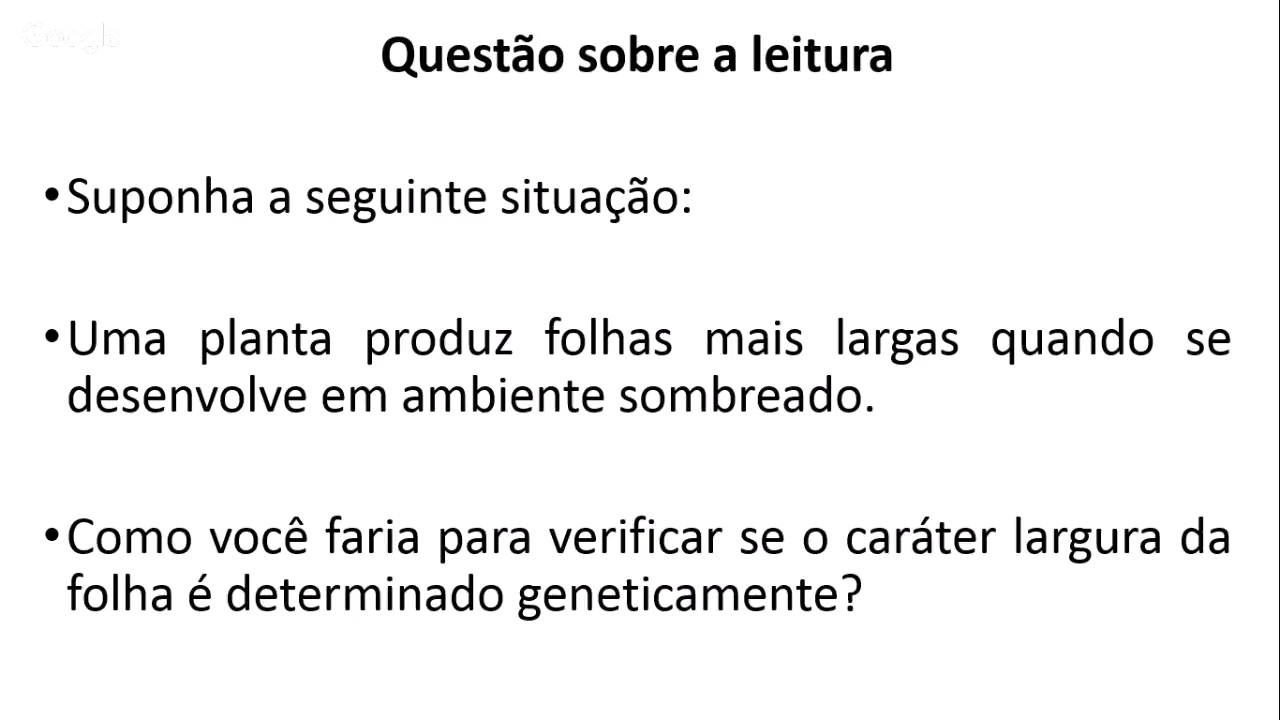 Google
Questão sobre a leitura
•Suponha a seguinte situação:
•Uma planta produz folhas mais largas quando se
desenvolve em ambiente sombreado.
•Como você faria para verificar se o caráter largura da
folha é determinado geneticamente?